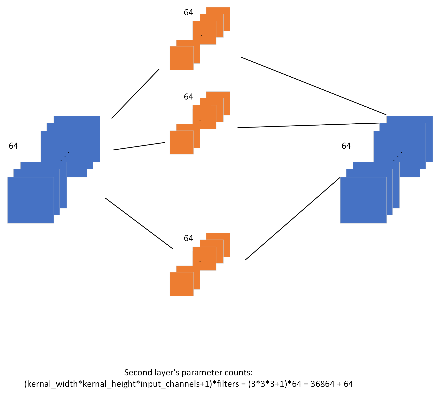 64
64
64
64
64
Second layer's parameter counts:
(kernal_width*kernal_height*input_channels+1)*filters = (3*3*3+1)*64 = 36864 + 64